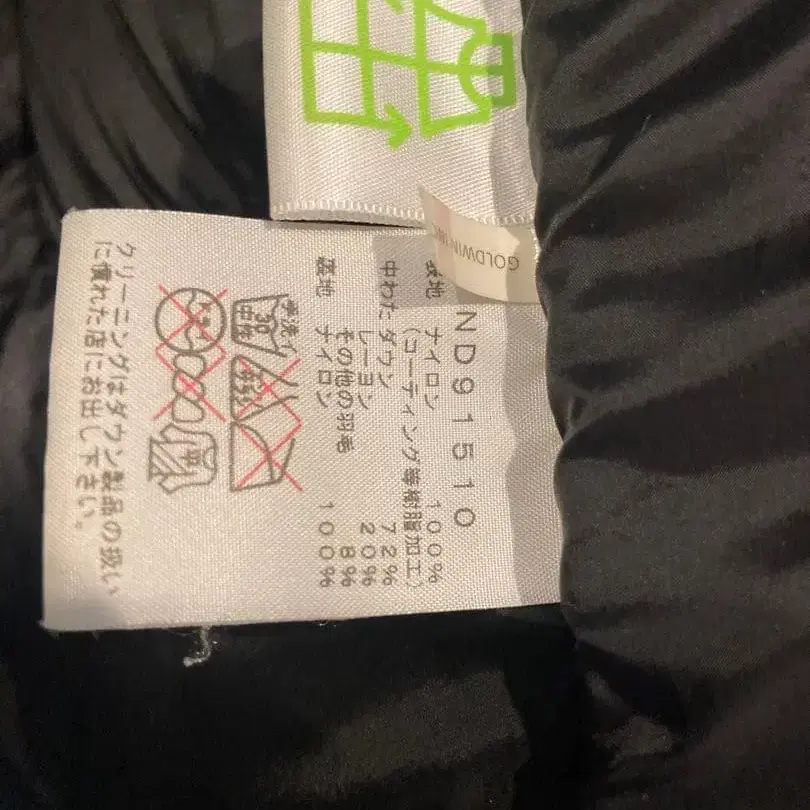 GOLDWIN
ND91510
表地 ナイロン 100%
(コーティング等樹脂加工)
中わた ダウン 72%
レーヨン 20%
その他の羽毛 8%
裏地 ナイロン 100%
手洗イ
30
中性
ドライ
中
クリーニングはダウン製品の扱い
に慣れた店にお出し下さい。